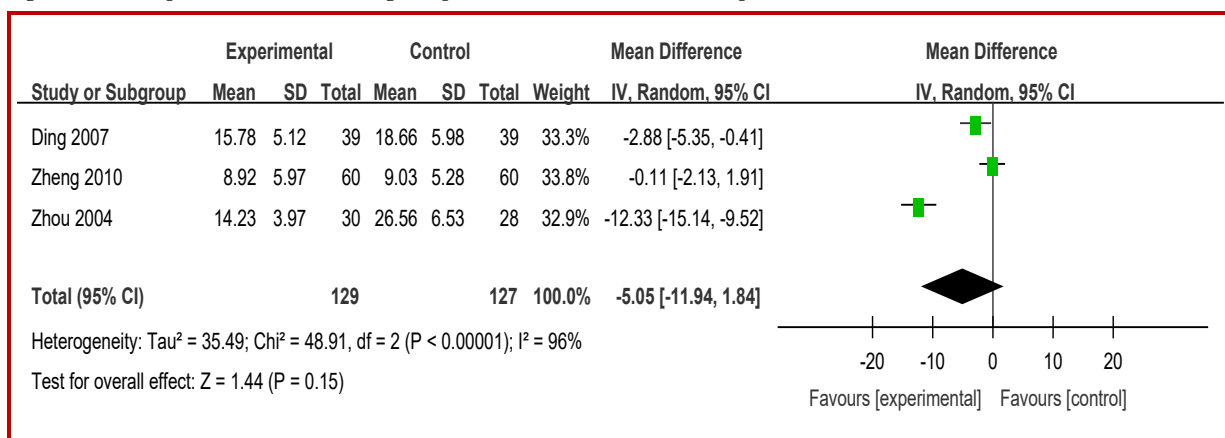 Experimental Control Mean Difference Mean Difference
Study or Subgroup Mean SD Total Mean SD Total Weight IV, Random, 95% CI IV, Random, 95% CI
Ding 2007 15.78 5.12 39 18.66 5.98 39 33.3% -2.88 [-5.35, -0.41]
Zheng 2010 8.92 5.97 60 9.03 5.28 60 33.8% -0.11 [-2.13, 1.91]
Zhou 2004 14.23 3.97 30 26.56 6.53 28 32.9% -12.33 [-15.14, -9.52]
Total (95% CI) 129 127 100.0% -5.05 [-11.94, 1.84]
Heterogeneity: Tau² = 35.49; Chi² = 48.91, df = 2 (P < 0.00001); I² = 96%
Test for overall effect: Z = 1.44 (P = 0.15)
-20 -10 0 10 20
Favours [experimental] Favours [control]